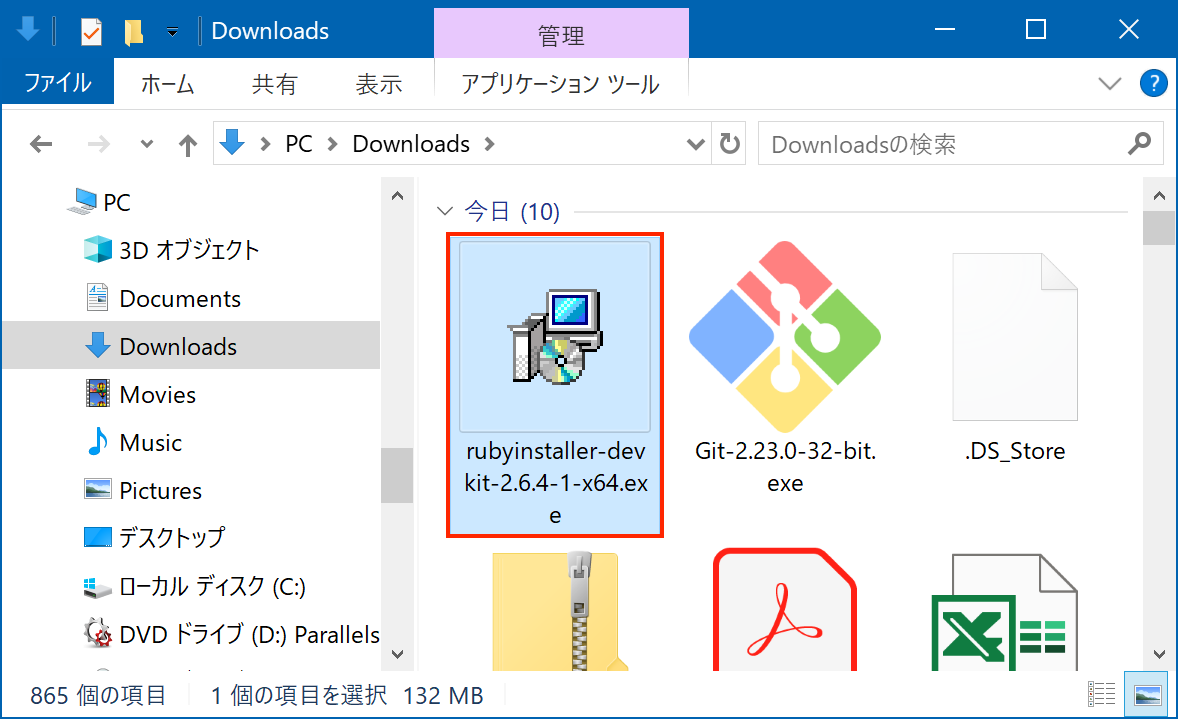 Downloads
管理
ファイル
ホーム
共有
表示
アプリケーション ツール
?
PC
Downloads
Downloadsの検索
PC
3D オブジェクト
Documents
Downloads
Movies
Music
Pictures
デスクトップ
ローカル ディスク (C:)
DVD ドライブ (D:) Parallels
今日 (10)
rubyinstaller-dev
kit-2.6.4-1-x64.ex
e
Git-2.23.0-32-bit.
exe
.DS_Store
865 個の項目
1 個の項目を選択 132 MB